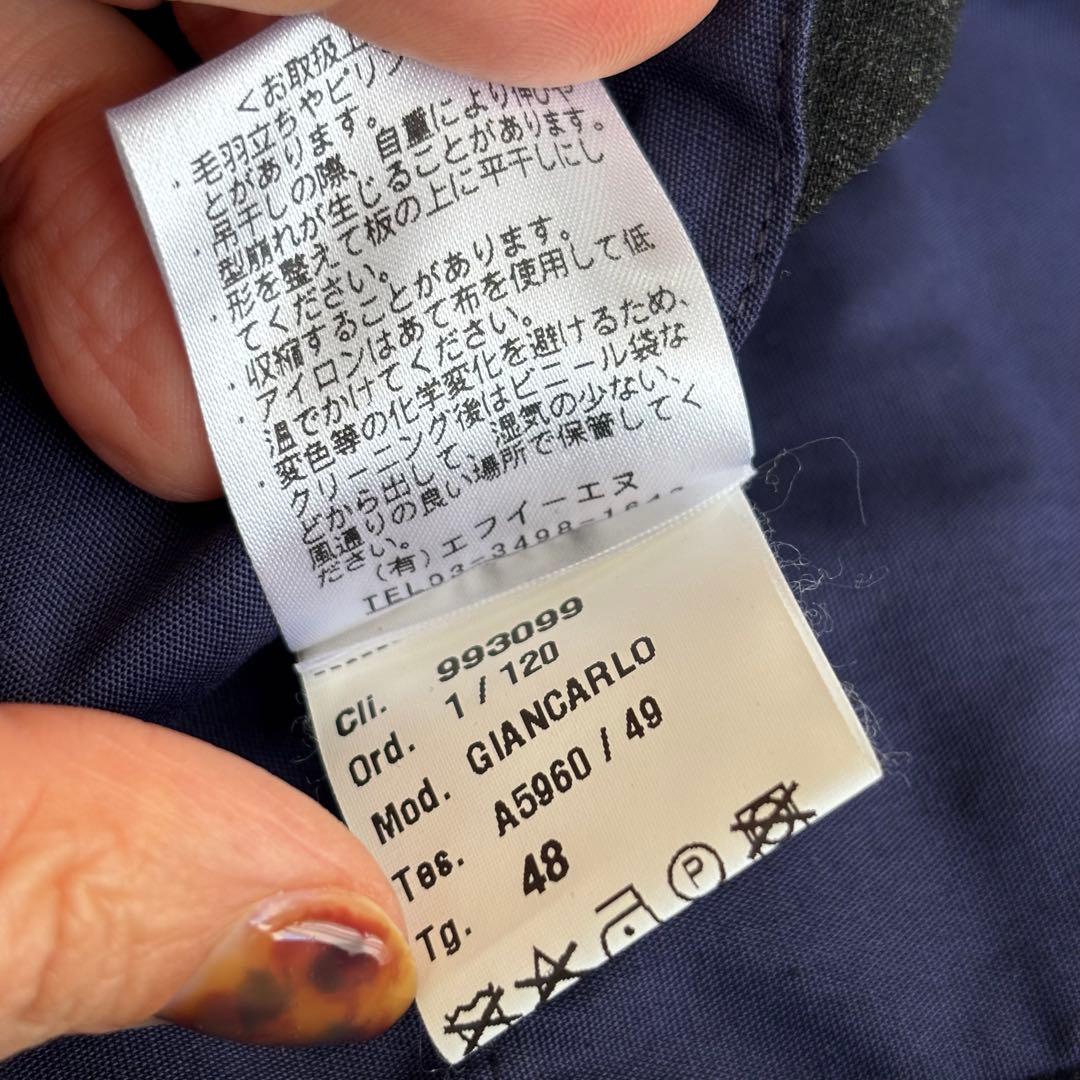 <お取扱上
・毛羽立ちやピリン
とがあります。
・吊干しの際、自重により伸びや
型崩れが生じることがあります。
形を整えて板の上に平干しにし
てください。
・収縮することがあります。
・アイロンはあて布を使用して低
温でかけてください。
・変色等の化学変化を避けるため、
クリーニング後はビニール袋な
どから出して、湿気の少ない、
風通りの良い場所で保管してく
ださい。
(有)エフイーエヌ
TEL03-3498-
Cli. 993099
Ord. 1 / 120
Mod. GIANCARLO
Tes. A5960 / 49
Tg. 48
P